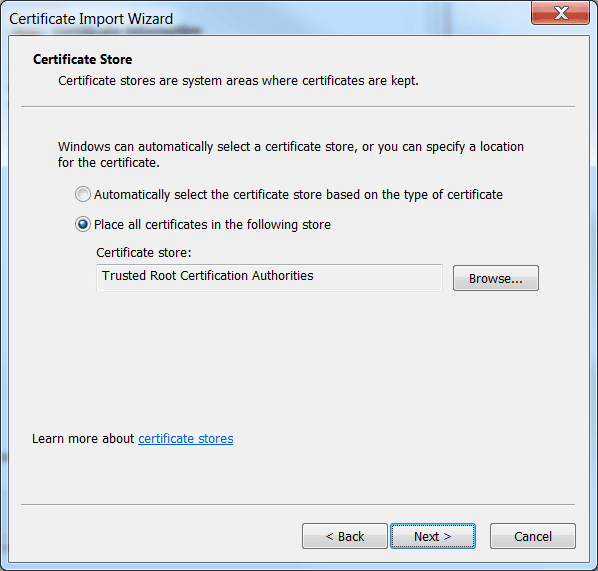 Certificate Import Wizard
Certificate Store
Certificate stores are system areas where certificates are kept.
Windows can automatically select a certificate store, or you can specify a location
for the certificate.
Automatically select the certificate store based on the type of certificate
Place all certificates in the following store
Certificate store:
Trusted Root Certification Authorities
Browse...
Learn more about certificate stores
< Back
Next >
Cancel